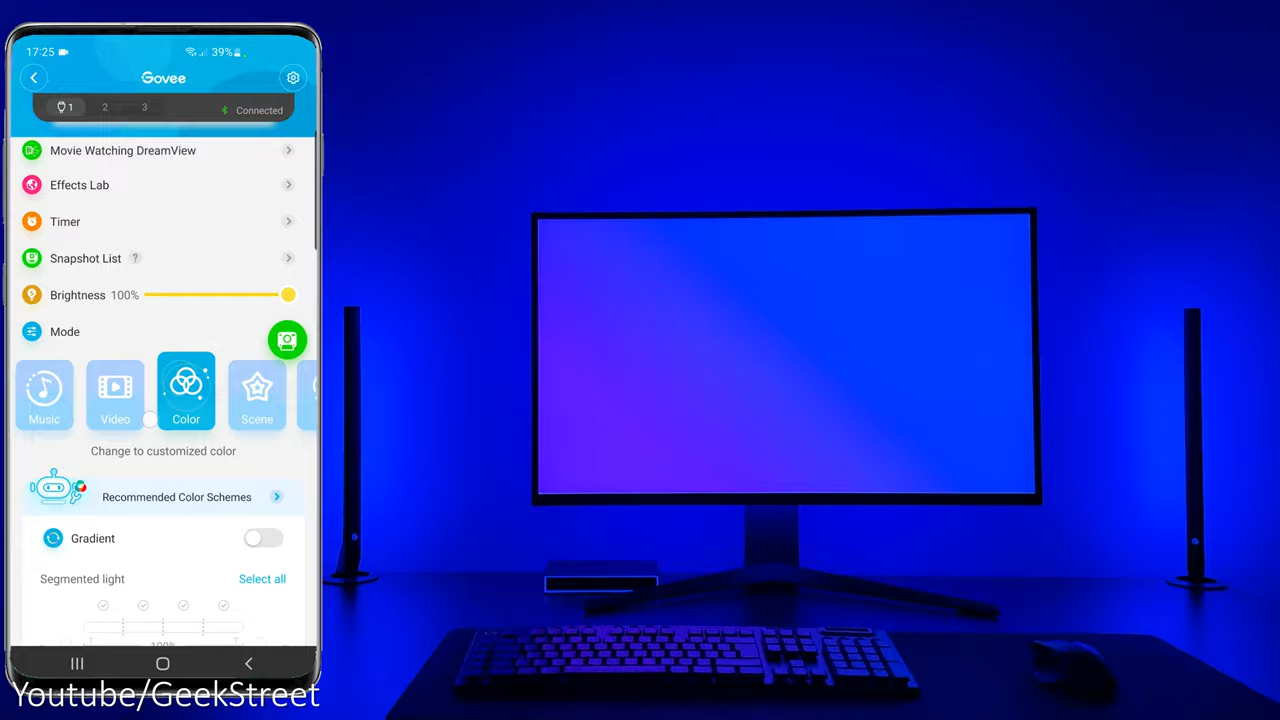 17:25
39%
Govee
1 2 3 Connected
Movie Watching DreamView
Effects Lab
Timer
Snapshot List ?
Brightness 100%
Mode
Music Video Color Scene
Change to customized color
Recommended Color Schemes
Gradient
Segmented light Select all
100%
Youtube/GeekStreet